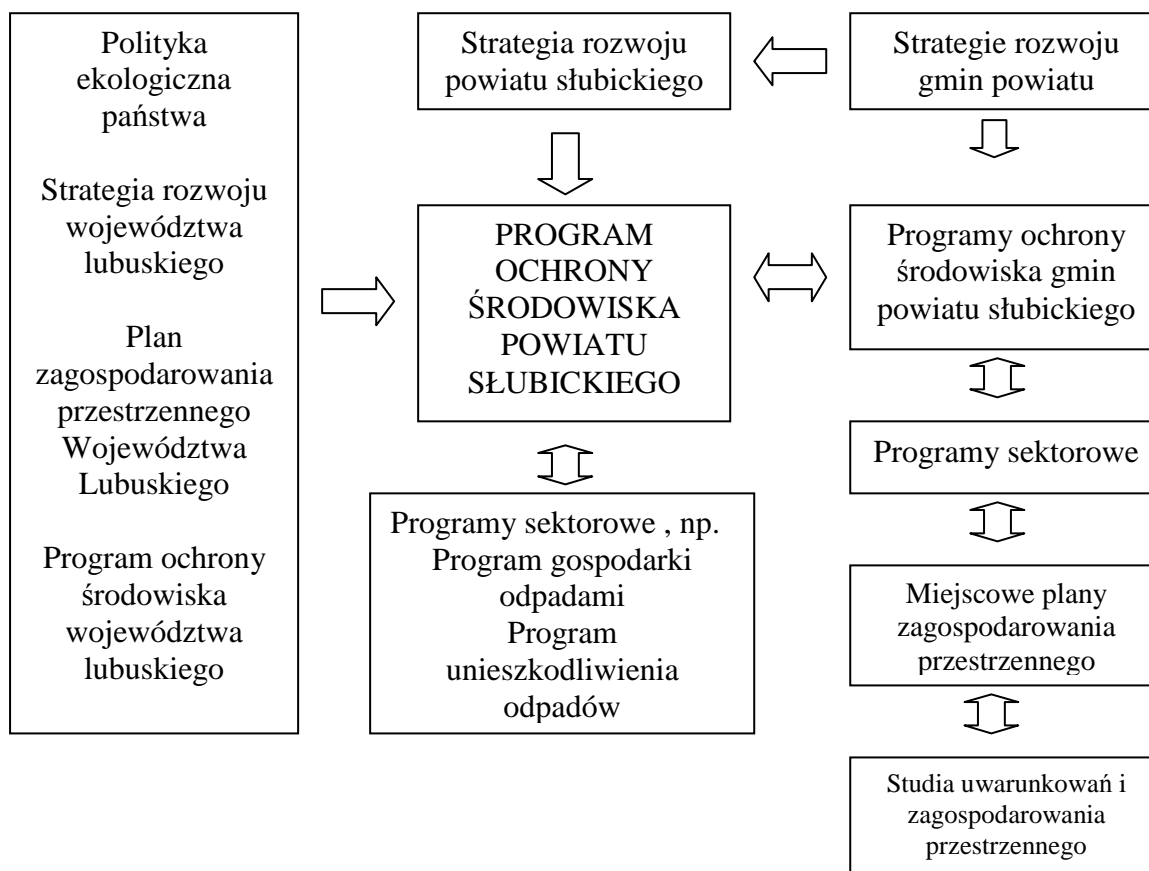 Polityka
ekologiczna
państwa
Strategia rozwoju
województwa
lubuskiego
Plan
zagospodarowania
przestrzennego
Województwa
Lubuskiego
Program ochrony
środowiska
województwa
lubuskiego
Strategia rozwoju
powiatu słubickiego
PROGRAM
OCHRONY
ŚRODOWISKA
POWIATU
SŁUBICKIEGO
Programy sektorowe , np.
Program gospodarki
odpadami
Program
unieszkodliwienia
odpadów
Strategie rozwoju
gmin powiatu
Programy ochrony
środowiska gmin
powiatu słubickiego
Programy sektorowe
Miejscowe plany
zagospodarowania
przestrzennego
Studia uwarunkowań i
zagospodarowania
przestrzennego